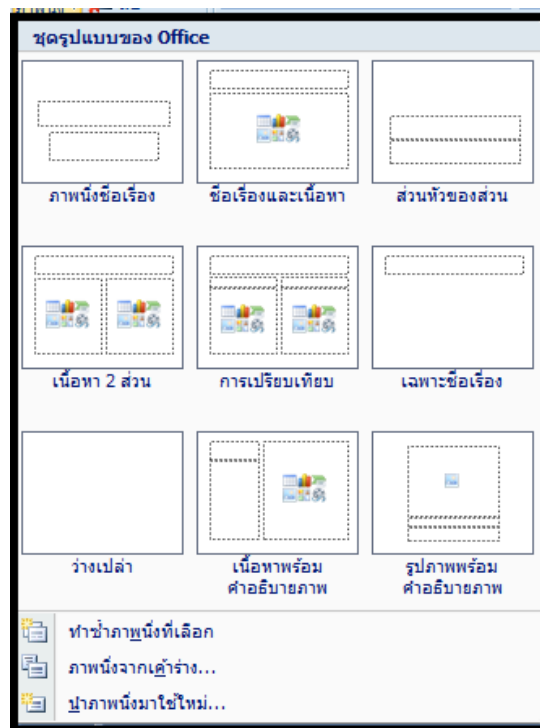 ชุดรูปแบบของ Office
ภาพนิ่งชื่อเรื่อง
ชื่อเรื่องและเนื้อหา
ส่วนหัวของส่วน
เนื้อหา 2 ส่วน
การเปรียบเทียบ
เฉพาะชื่อเรื่อง
ว่างเปล่า
เนื้อหาพร้อม
คำอธิบายภาพ
รูปภาพพร้อม
คำอธิบายภาพ
ทำซ้ำภาพนิ่งที่เลือก
ภาพนิ่งจากเค้าร่าง...
นำภาพนิ่งมาใช้ใหม่...